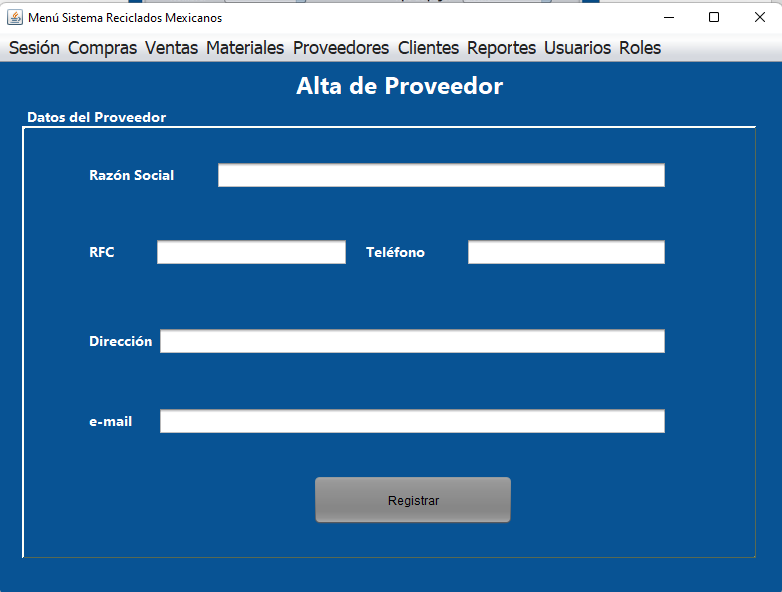 Menú Sistema Reciclados Mexicanos
Sesión Compras Ventas Materiales Proveedores Clientes Reportes Usuarios Roles
Alta de Proveedor
Datos del Proveedor
Razón Social
RFC Teléfono
Dirección
e-mail
Registrar